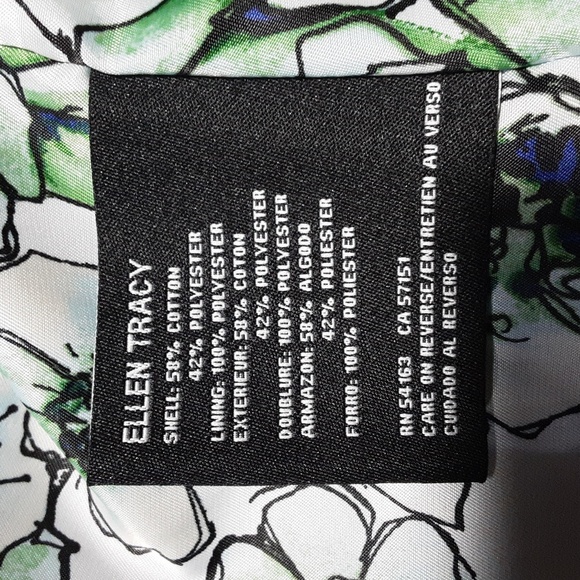 ELLEN TRACY
SHELL: 58% COTTON
42% POLYESTER
LINING: 100% POLYESTER
EXTERIEUR: 58% COTON
42% POLYESTER
DOUBLURE: 100% POLYESTER
ARMAZON: 58% ALGODO
42% POLIESTER
FORRO: 100% POLIESTER
RN 54163 CA 57151
CARE ON REVERSE/ENTRETIEN AU VERSO
CUIDADO AL REVERSO